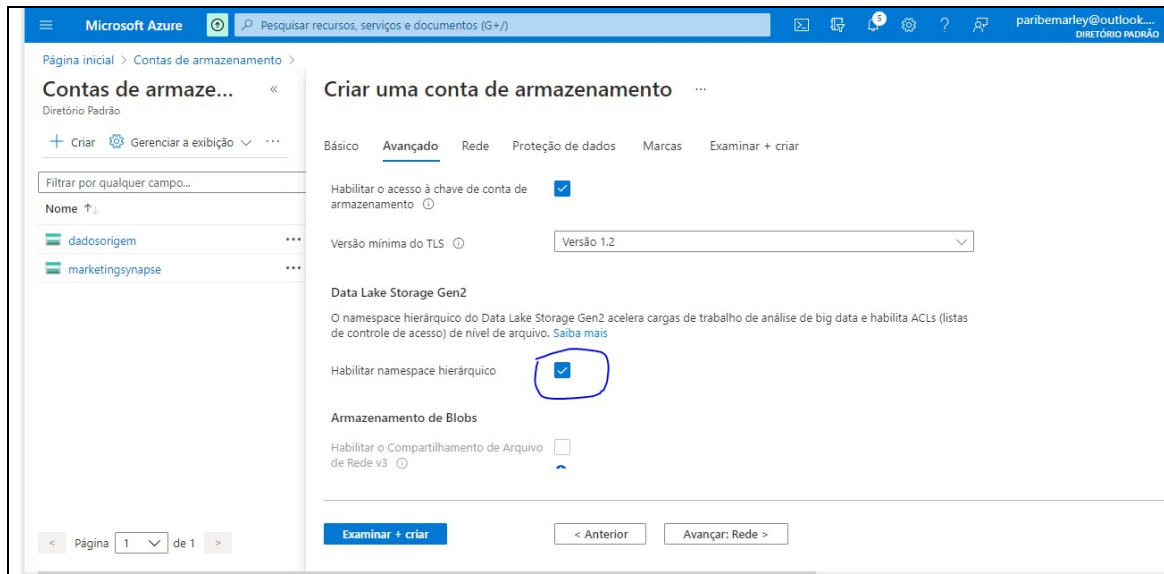 Microsoft Azure
Pesquisar recursos, serviços e documentos (G+/)
5
paribemarley@outlook....
DIRETÓRIO PADRÃO
Página inicial > Contas de armazenamento >
Contas de armaze...
«
Diretório Padrão
+ Criar
Gerenciar a exibição
...
Filtrar por qualquer campo...
Nome ↑↓
dadosorigem
...
marketingsynapse
...
< Página 1 de 1 >
Criar uma conta de armazenamento ...
Básico Avançado Rede Proteção de dados Marcas Examinar + criar
Habilitar o acesso à chave de conta de
armazenamento
Versão mínima do TLS
Versão 1.2
Data Lake Storage Gen2
O namespace hierárquico do Data Lake Storage Gen2 acelera cargas de trabalho de análise de big data e habilita ACLs (listas
de controle de acesso) de nível de arquivo. Saiba mais
Habilitar namespace hierárquico
Armazenamento de Blobs
Habilitar o Compartilhamento de Arquivo
de Rede v3
Examinar + criar
< Anterior
Avançar: Rede >